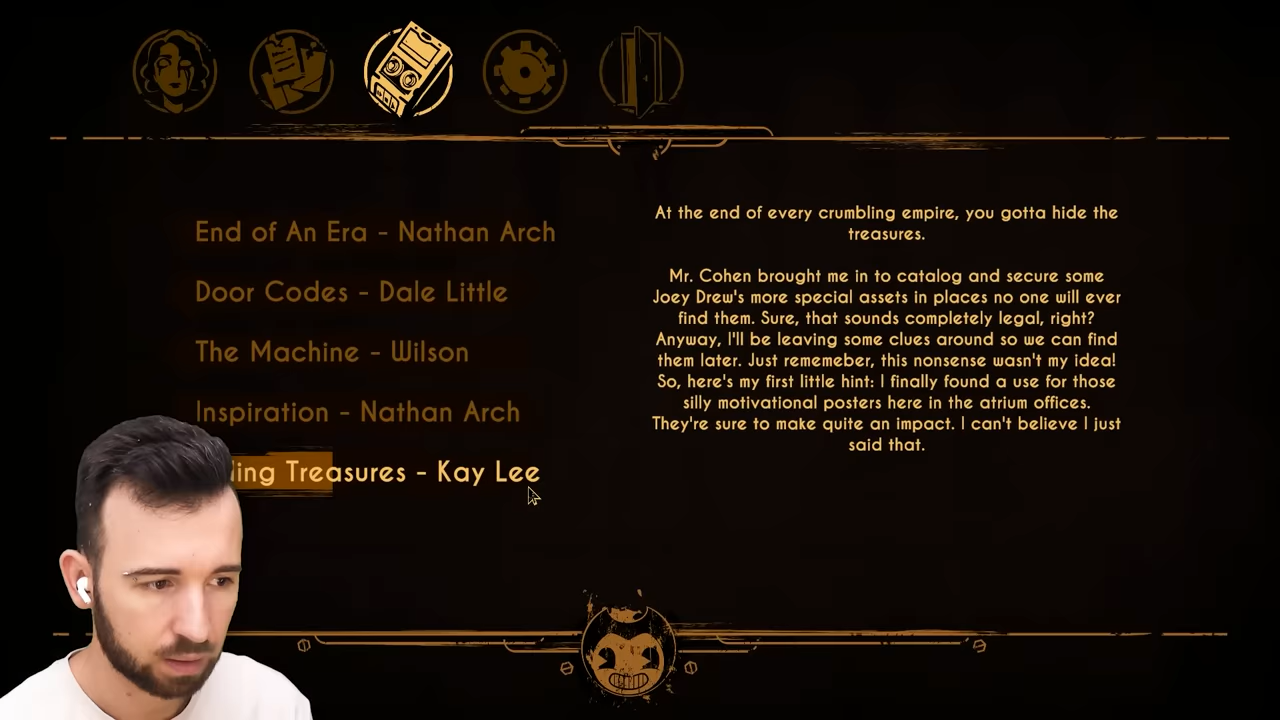 End of An Era - Nathan Arch
Door Codes - Dale Little
The Machine - Wilson
Inspiration - Nathan Arch
Treasures - Kay Lee
At the end of every crumbling empire, you gotta hide the
treasures.
Mr. Cohen brought me in to catalog and secure some
Joey Drew's more special assets in places no one will ever
find them. Sure, that sounds completely legal, right?
Anyway, I'll be leaving some clues around so we can find
them later. Just rememeber, this nonsense wasn't my idea!
So, here's my first little hint: I finally found a use for those
silly motivational posters here in the atrium offices.
They're sure to make quite an impact. I can't believe I just
said that.